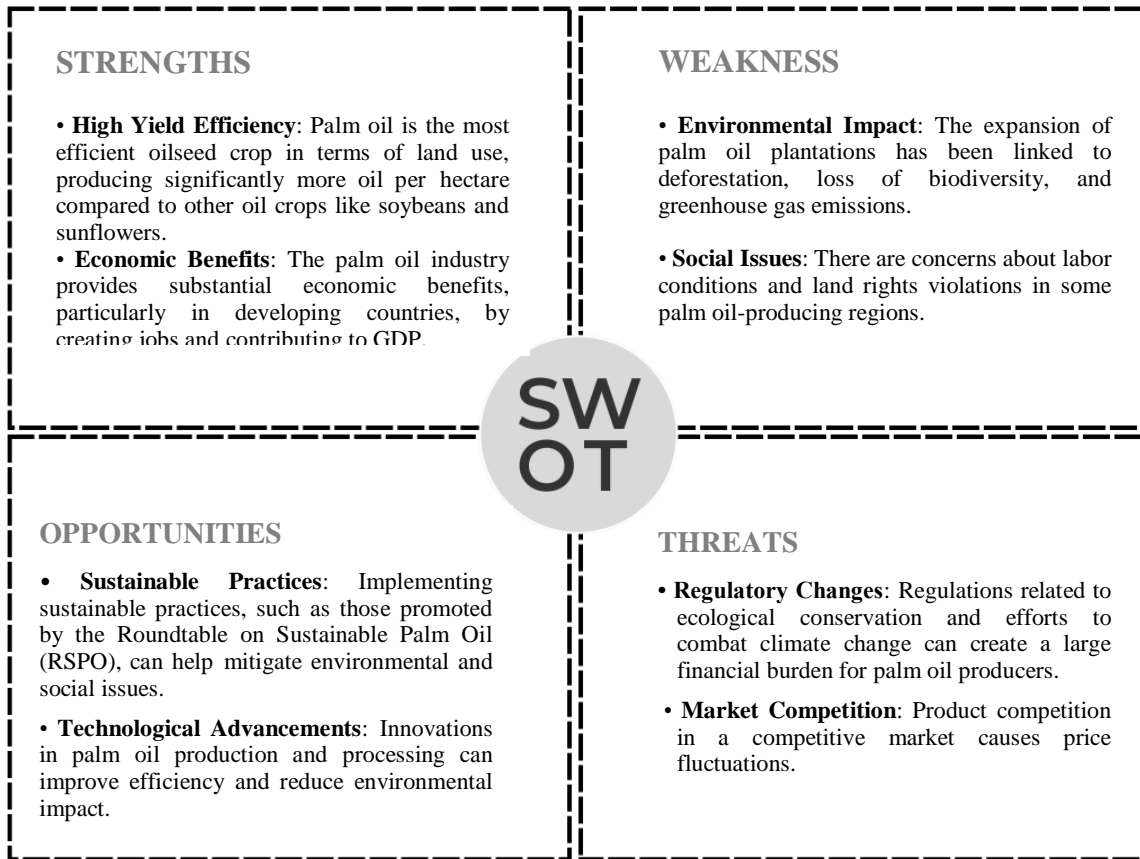 STRENGTHS
• High Yield Efficiency: Palm oil is the most
efficient oilseed crop in terms of land use,
producing significantly more oil per hectare
compared to other oil crops like soybeans and
sunflowers.
• Economic Benefits: The palm oil industry
provides substantial economic benefits,
particularly in developing countries, by
creating jobs and contributing to GDP.
WEAKNESS
• Environmental Impact: The expansion of
palm oil plantations has been linked to
deforestation, loss of biodiversity, and
greenhouse gas emissions.
• Social Issues: There are concerns about labor
conditions and land rights violations in some
palm oil-producing regions.
SW
OT
OPPORTUNITIES
• Sustainable Practices: Implementing
sustainable practices, such as those promoted
by the Roundtable on Sustainable Palm Oil
(RSPO), can help mitigate environmental and
social issues.
• Technological Advancements: Innovations
in palm oil production and processing can
improve efficiency and reduce environmental
impact.
THREATS
• Regulatory Changes: Regulations related to
ecological conservation and efforts to
combat climate change can create a large
financial burden for palm oil producers.
• Market Competition: Product competition
in a competitive market causes price
fluctuations.